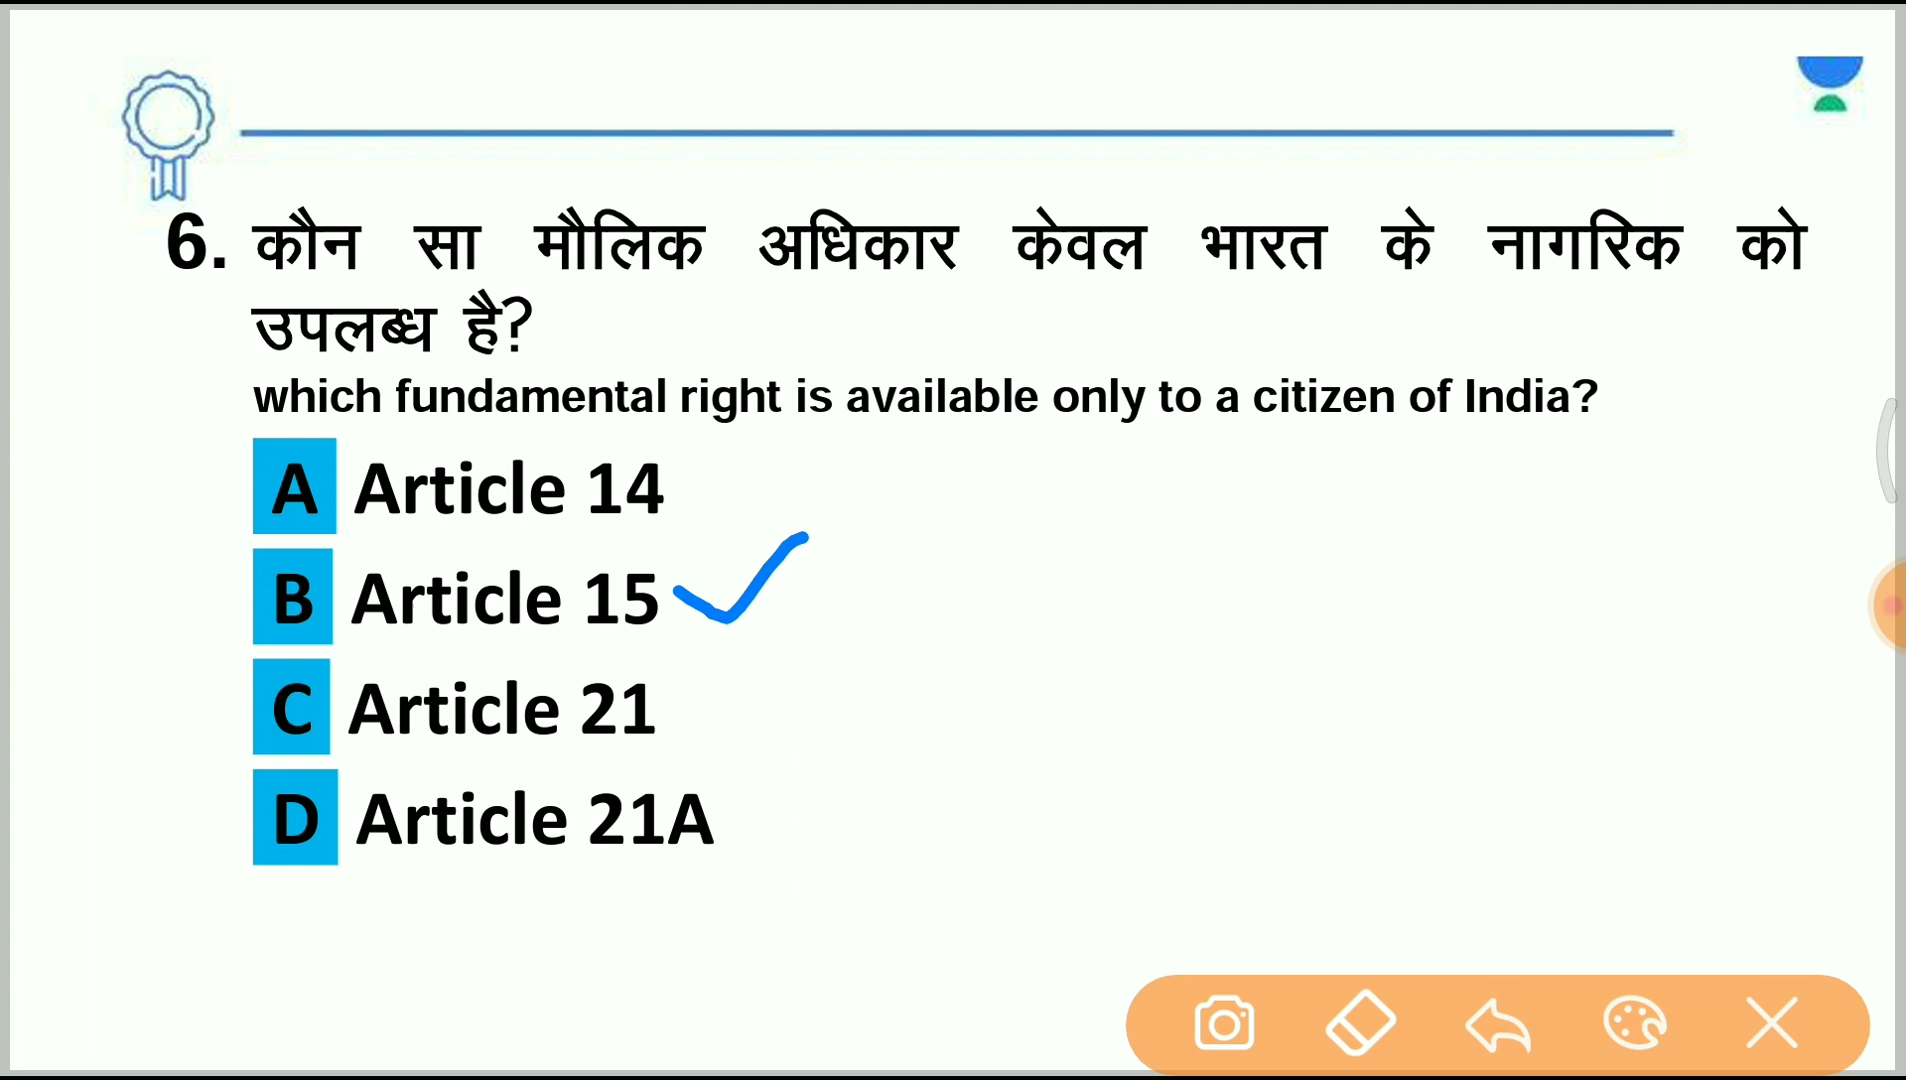 6. कौन सा मौलिक अधिकार केवल भारत के नागरिक को
उपलब्ध है?
which fundamental right is available only to a citizen of India?
A Article 14
B Article 15
C Article 21
D Article 21A